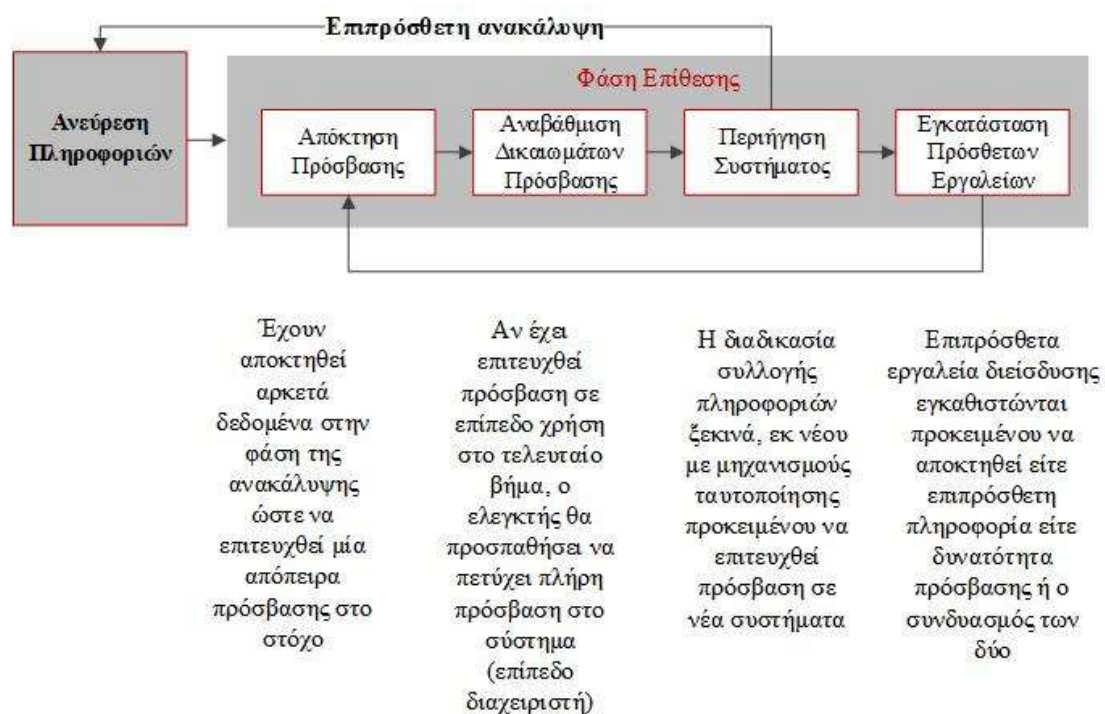 Επιπρόσθετη ανακάλυψη
Ανεύρεση
Πληροφοριών
Φάση Επίθεσης
Απόκτηση
Πρόσβασης
Αναβάθμιση
Δικαιωμάτων
Πρόσβασης
Περιήγηση
Συστήματος
Εγκατάσταση
Πρόσθετων
Εργαλείων
Έχουν
αποκτηθεί
αρκετά
δεδομένα στην
φάση της
ανακάλυψης
ώστε να
επιτευχθεί μία
απόπειρα
πρόσβασης στο
στόχο
Αν έχει
επιτευχθεί
πρόσβαση σε
επίπεδο χρήση
στο τελευταίο
βήμα, ο
ελεγκτής θα
προσπαθήσει να
πετύχει πλήρη
πρόσβαση στο
σύστημα
(επίπεδο
διαχειριστή)
Η διαδικασία
συλλογής
πληροφοριών
ξεκινά, εκ νέου
με μηχανισμούς
ταυτοποίησης
προκειμένου να
επιτευχθεί
πρόσβαση σε
νέα συστήματα
Επιπρόσθετα
εργαλεία διείσδυσης
εγκαθιστώνται
προκειμένου να
αποκτηθεί είτε
επιπρόσθετη
πληροφορία είτε
δυνατότητα
πρόσβασης ή ο
συνδυασμός των
δύο